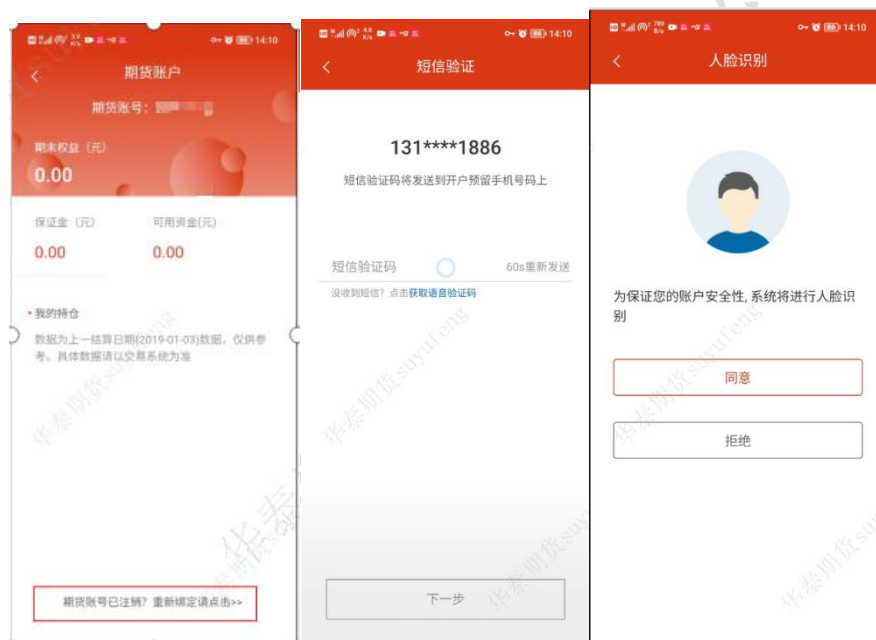 14:10
期货账户
期货账号：
期末权益（元）
0.00
保证金（元） 可用资金(元)
0.00 0.00
我的持仓
数据为上一结算日期(2019-01-03)数据，仅供参
考。具体数据请以交易系统为准
期货账号已注销？重新绑定请点击>>
14:10
短信验证
131****1886
短信验证码将发送到开户预留手机号码上
短信验证码 60s重新发送
没收到短信？点击获取语音验证码
下一步
14:10
人脸识别
为保证您的账户安全性, 系统将进行人脸识
别
同意
拒绝
华泰期货suyufeng